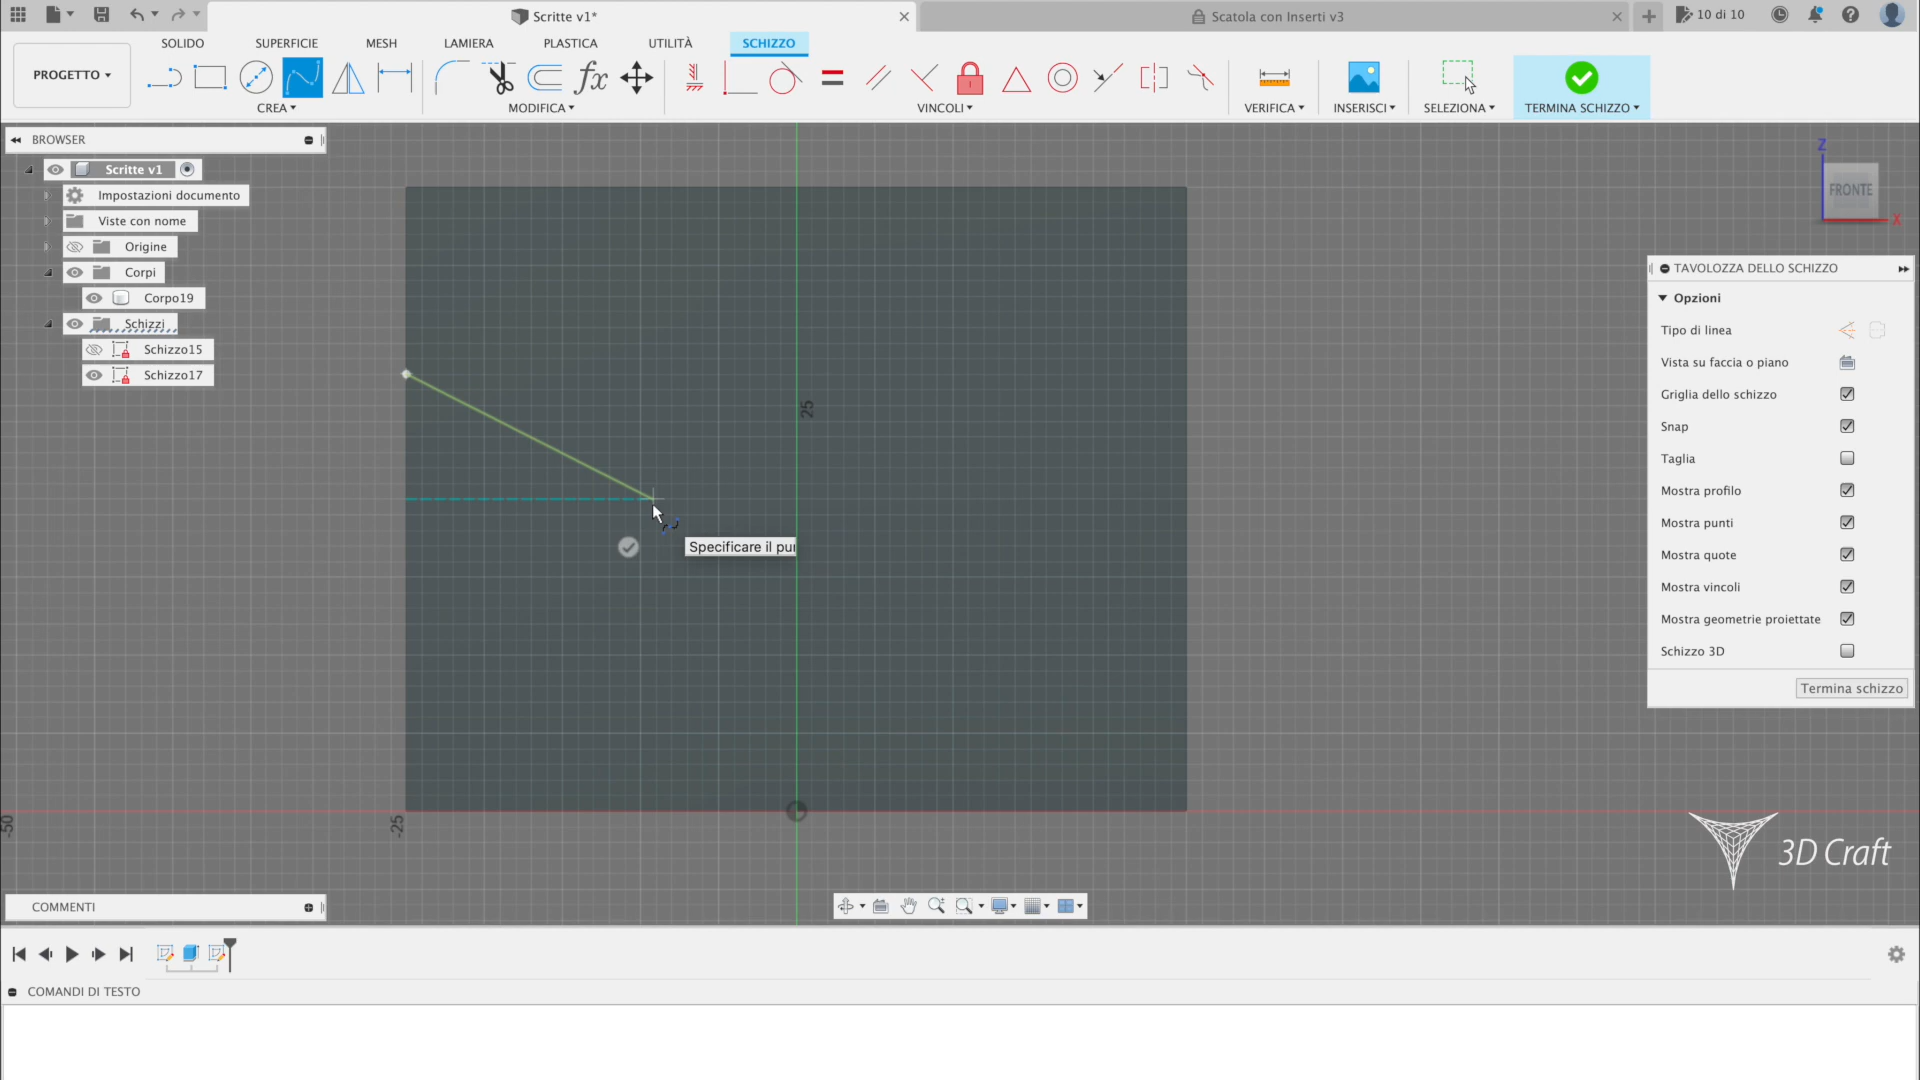 Scritte v1*
Scatola con Inserti v3
10 di 10
SOLIDO
SUPERFICIE
MESH
LAMIERA
PLASTICA
UTILITÀ
SCHIZZO
PROGETTO
CREA
MODIFICA
VINCOLI
VERIFICA
INSERISCI
SELEZIONA
TERMINA SCHIZZO
BROWSER
Scritte v1
Impostazioni documento
Viste con nome
Origine
Corpi
Corpo19
Schizzi
Schizzo15
Schizzo17
Z
FRONTE
X
TAVOLOZZA DELLO SCHIZZO
Opzioni
Tipo di linea
Vista su faccia o piano
Griglia dello schizzo
Snap
Taglia
Mostra profilo
Mostra punti
Mostra quote
Mostra vincoli
Mostra geometrie proiettate
Schizzo 3D
Termina schizzo
25
Specificare il pu
-50
-25
3D Craft
COMMENTI
COMANDI DI TESTO